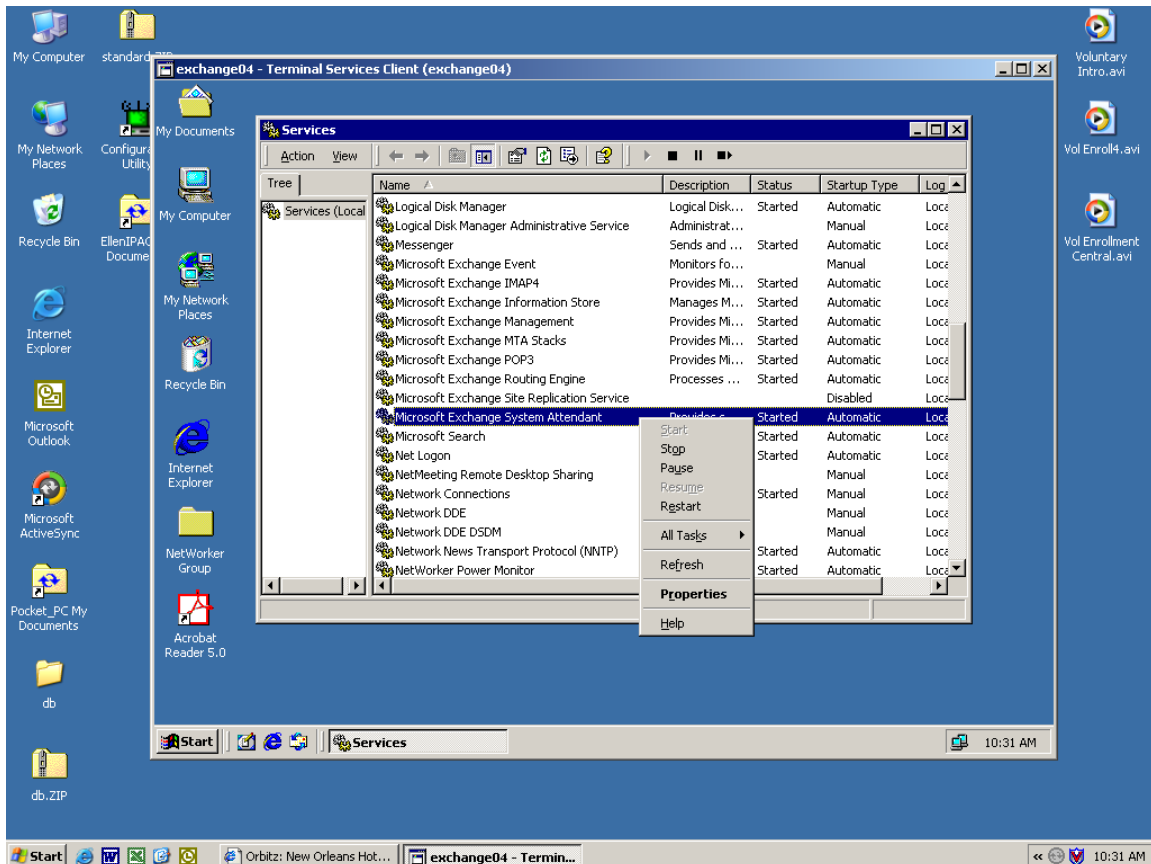 My Computer
standard.ZIP
My Network Places
Configura
Utility
Recycle Bin
EllenIPAC
Docume
Internet Explorer
Microsoft Outlook
Microsoft ActiveSync
Pocket_PC My Documents
db
db.ZIP
Voluntary Intro.avi
Vol Enroll4.avi
Vol Enrollment Central.avi
exchange04 - Terminal Services Client (exchange04)
My Documents
My Computer
My Network Places
Recycle Bin
Internet Explorer
NetWorker Group
Acrobat Reader 5.0
Services
Action View
Tree
Services (Local
Name Description Status Startup Type Log
Logical Disk Manager Logical Disk... Started Automatic Loca
Logical Disk Manager Administrative Service Administrat... Manual Loca
Messenger Sends and ... Started Automatic Loca
Microsoft Exchange Event Monitors fo... Manual Loca
Microsoft Exchange IMAP4 Provides Mi... Started Automatic Loca
Microsoft Exchange Information Store Manages M... Started Automatic Loca
Microsoft Exchange Management Provides Mi... Started Automatic Loca
Microsoft Exchange MTA Stacks Provides Mi... Started Automatic Loca
Microsoft Exchange POP3 Provides Mi... Started Automatic Loca
Microsoft Exchange Routing Engine Processes ... Started Automatic Loca
Microsoft Exchange Site Replication Service Disabled Loca
Microsoft Exchange System Attendant Provides s Started Automatic Loca
Microsoft Search Started Automatic Loca
Net Logon Started Automatic Loca
NetMeeting Remote Desktop Sharing Manual Loca
Network Connections Started Manual Loca
Network DDE Manual Loca
Network DDE DSDM Manual Loca
Network News Transport Protocol (NNTP) Started Automatic Loca
NetWorker Power Monitor Started Automatic Loca
Start
Stop
Pause
Resume
Restart
All Tasks
Refresh
Properties
Help
Start
Services
10:31 AM
Start
Orbitz: New Orleans Hot...
exchange04 - Termin...
10:31 AM